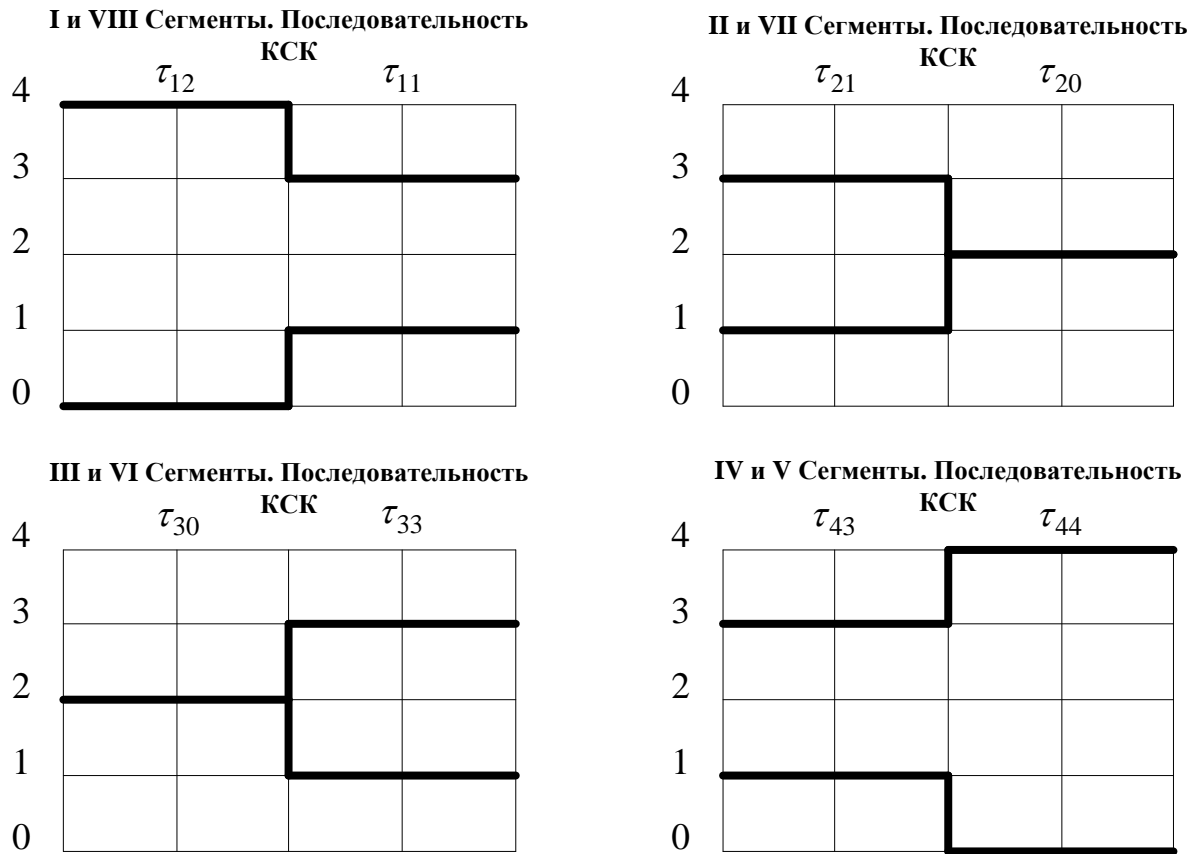 I и VIII Сегменты. Последовательность
КСК
τ12 τ11
4
3
2
1
0
II и VII Сегменты. Последовательность
КСК
τ21 τ20
4
3
2
1
0
III и VI Сегменты. Последовательность
КСК
τ30 τ33
4
3
2
1
0
IV и V Сегменты. Последовательность
КСК
τ43 τ44
4
3
2
1
0